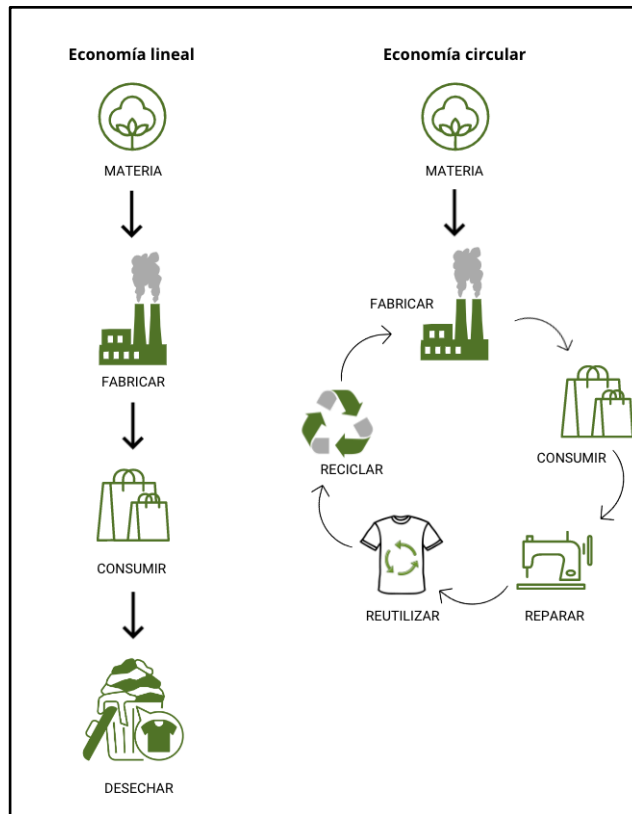 Economía lineal
MATERIA
FABRICAR
CONSUMIR
DESECHAR
Economía circular
MATERIA
FABRICAR
CONSUMIR
REPARAR
REUTILIZAR
RECICLAR